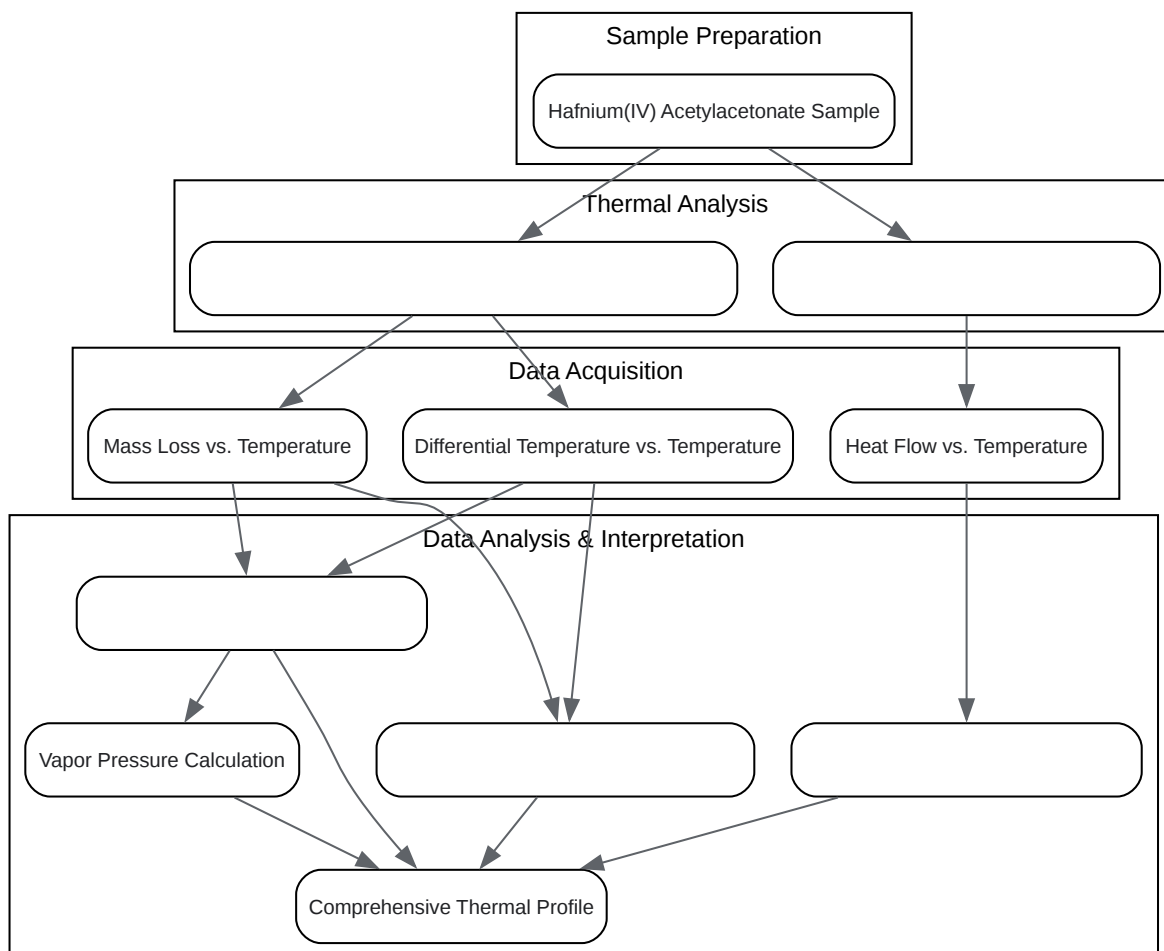 Sample Preparation
Hafnium(IV) Acetylacetonate Sample
Thermal Analysis
Data Acquisition
Mass Loss vs. Temperature
Differential Temperature vs. Temperature
Heat Flow vs. Temperature
Data Analysis & Interpretation
Vapor Pressure Calculation
Comprehensive Thermal Profile